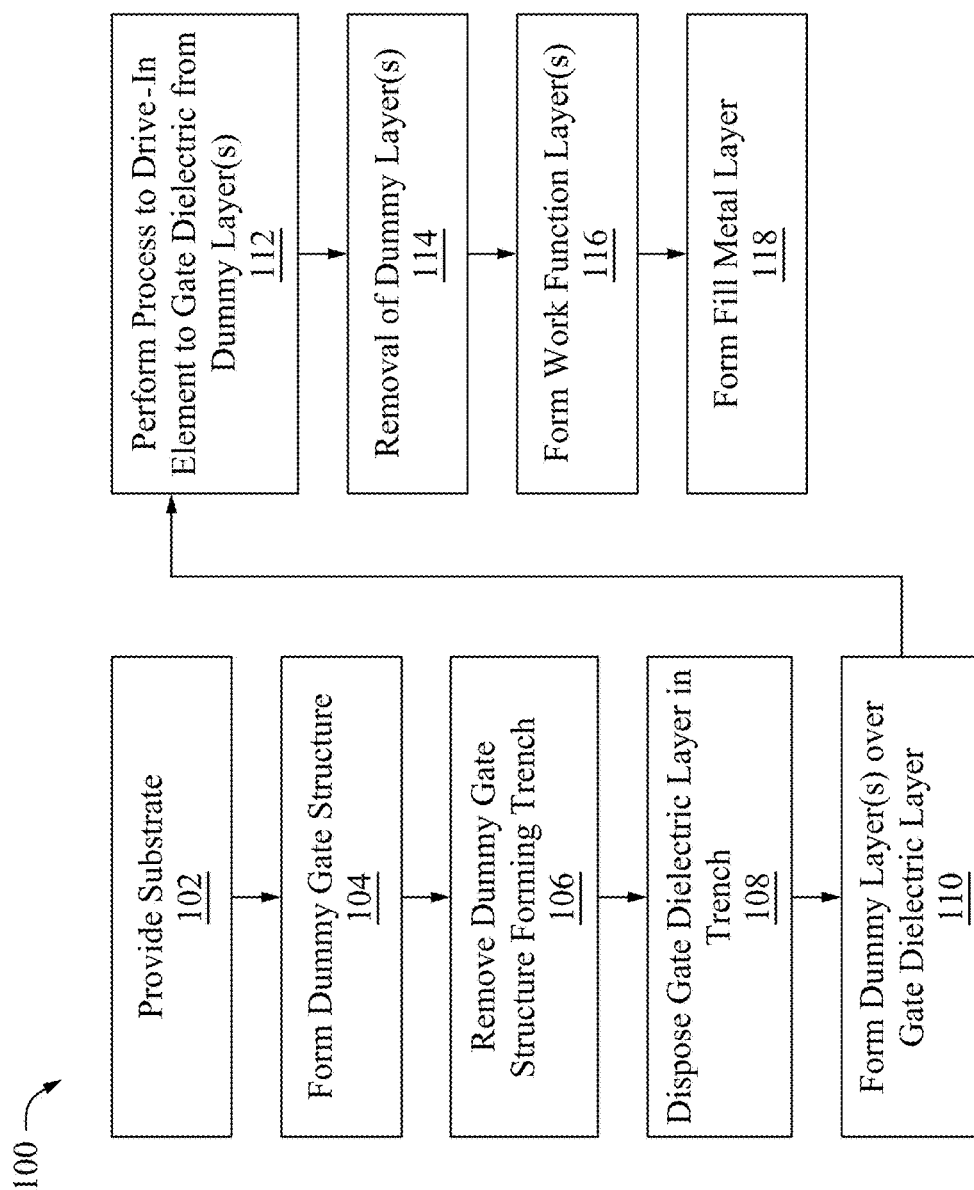 100
Provide Substrate
102
Form Dummy Gate Structure
104
Remove Dummy Gate
Structure Forming Trench
106
Dispose Gate Dielectric Layer in
Trench
108
Form Dummy Layer(s) over
Gate Dielectric Layer
110
Perform Process to Drive-In
Element to Gate Dielectric from
Dummy Layer(s)
112
Removal of Dummy Layer(s)
114
Form Work Function Layer(s)
116
Form Fill Metal Layer
118